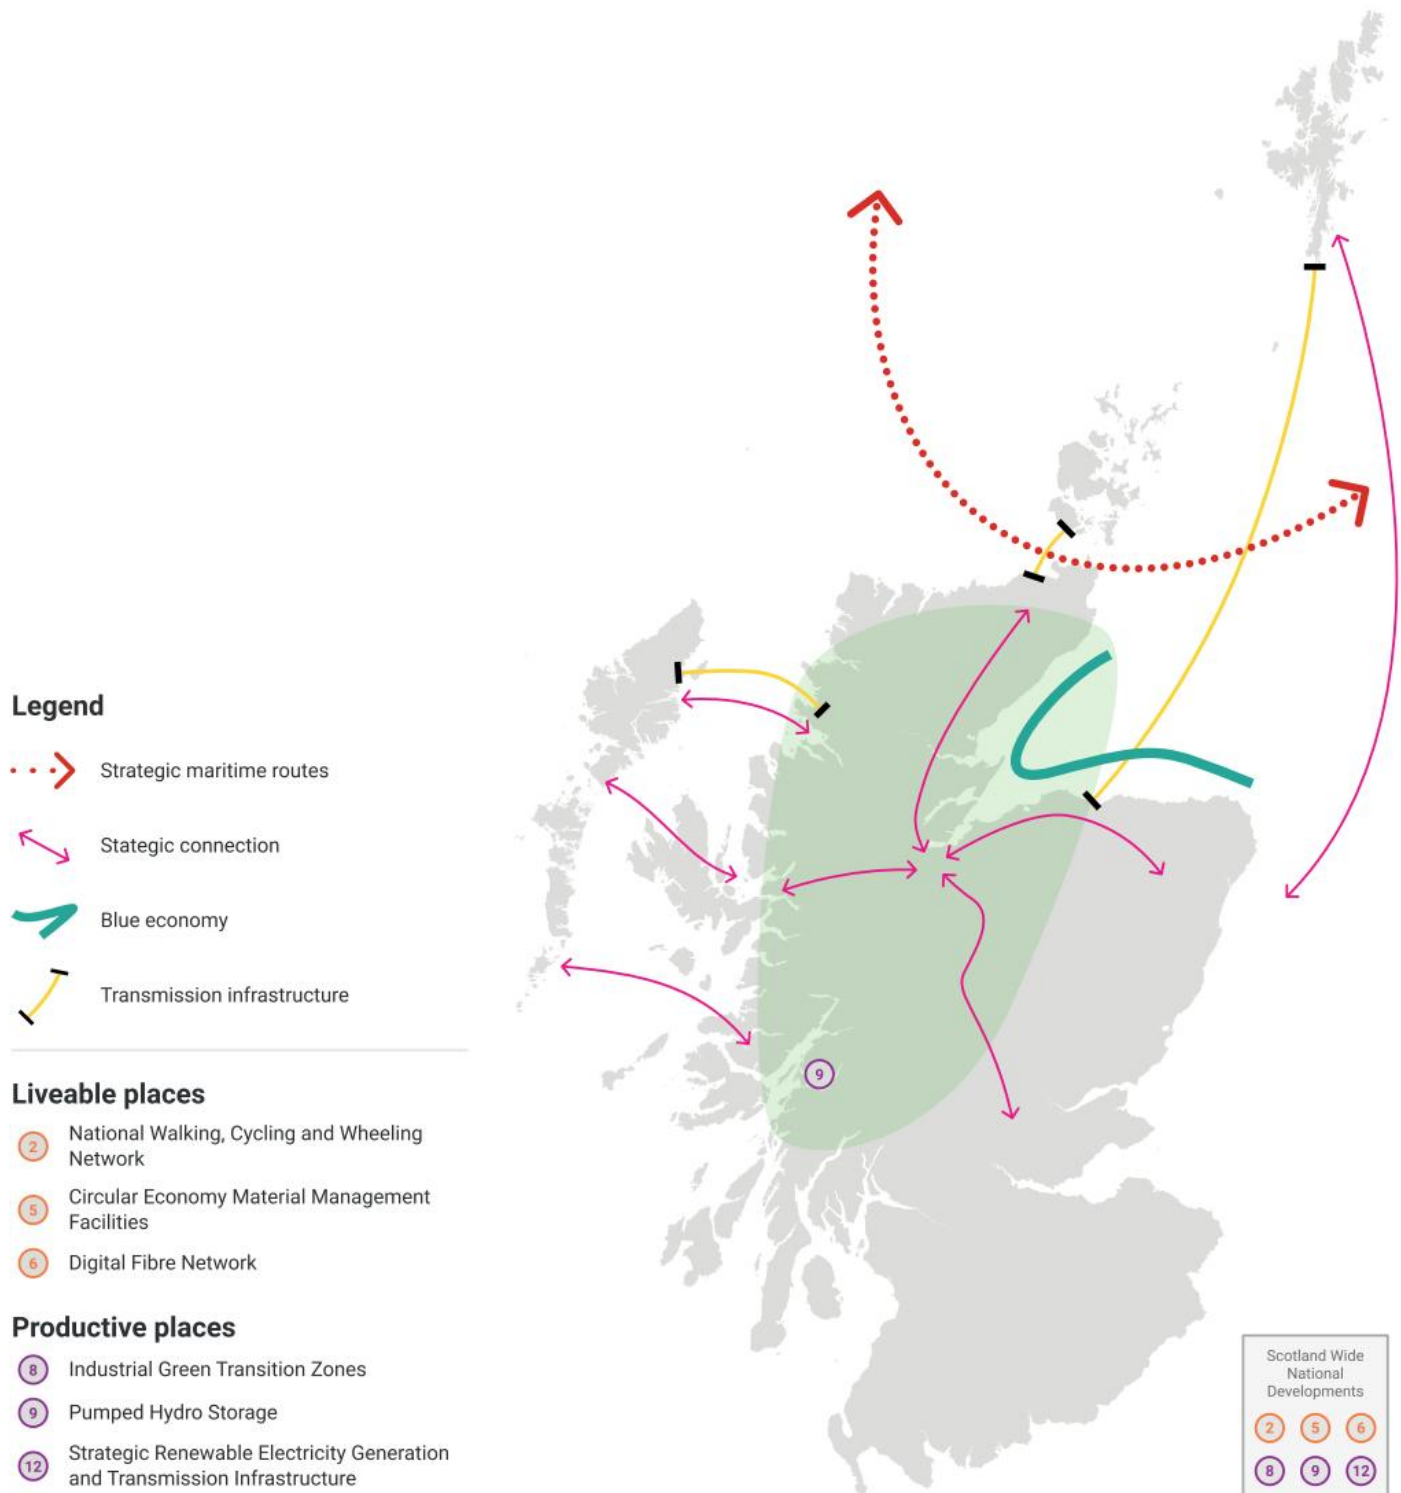 Legend
Strategic maritime routes
Stategic connection
Blue economy
Transmission infrastructure
Liveable places
2
National Walking, Cycling and Wheeling
Network
5
Circular Economy Material Management
Facilities
6
Digital Fibre Network
Productive places
8
Industrial Green Transition Zones
9
Pumped Hydro Storage
12
Strategic Renewable Electricity Generation
and Transmission Infrastructure
9
Scotland Wide
National
Developments
2 5 6
8 9 12